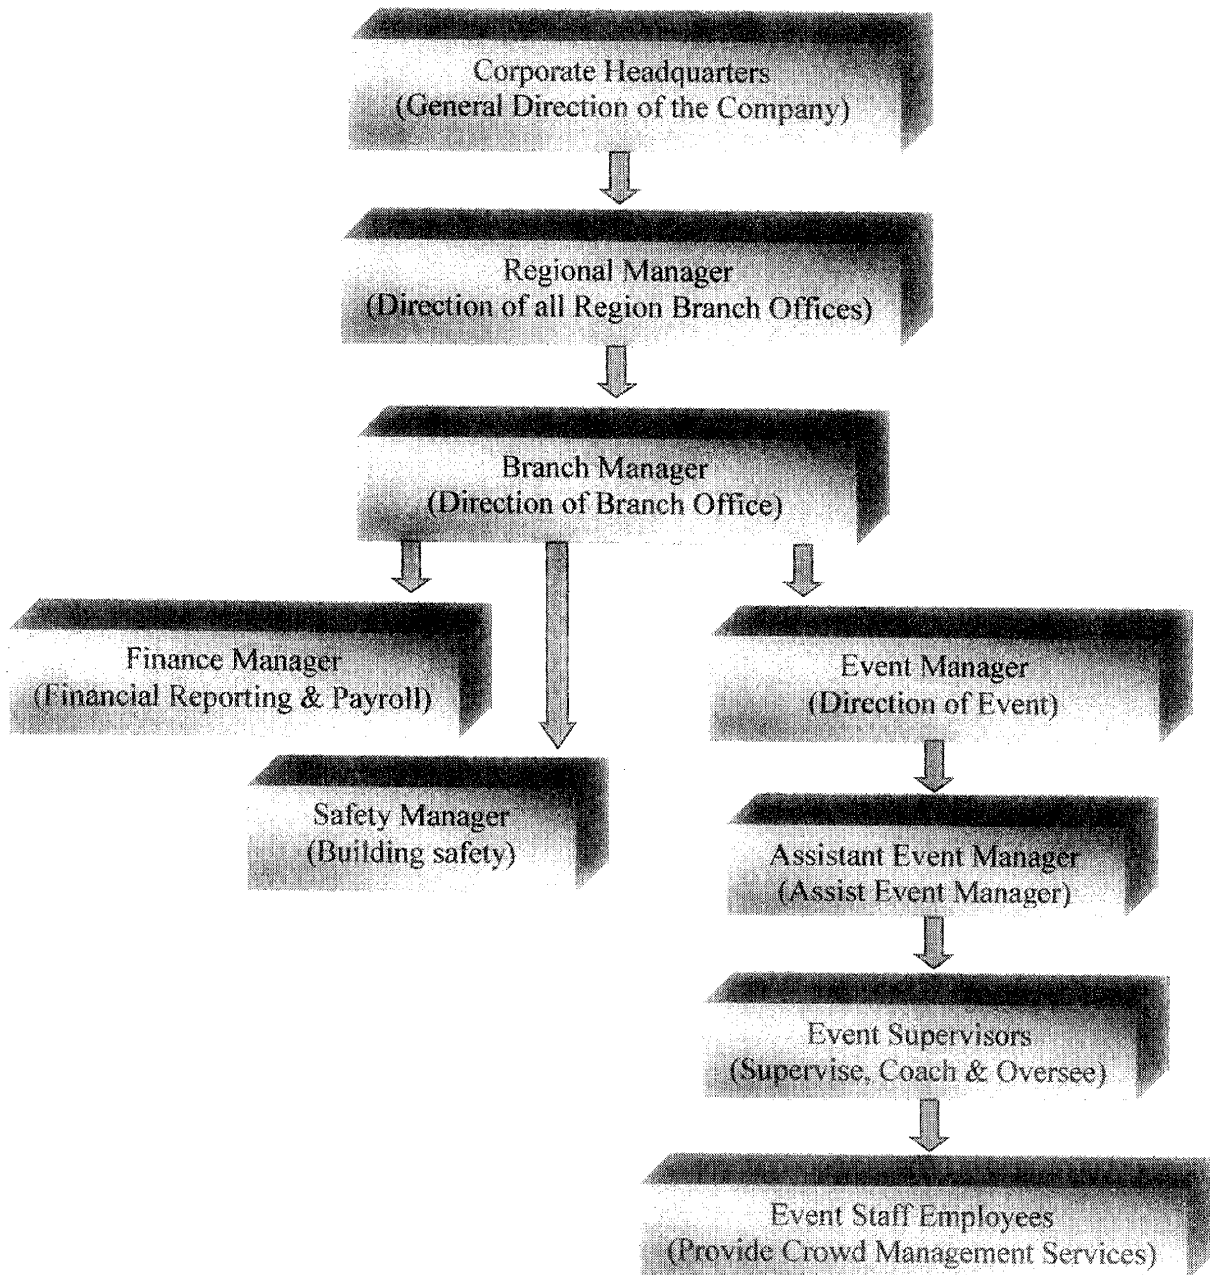 Corporate Headquarters
(General Direction of the Company)
Regional Manager
(Direction of all Region Branch Offices)
Branch Manager
(Direction of Branch Office)
Finance Manager
(Financial Reporting & Payroll)
Event Manager
(Direction of Event)
Safety Manager
(Building safety)
Assistant Event Manager
(Assist Event Manager)
Event Supervisors
(Supervise, Coach & Oversee)
Event Staff Employees
(Provide Crowd Management Services)